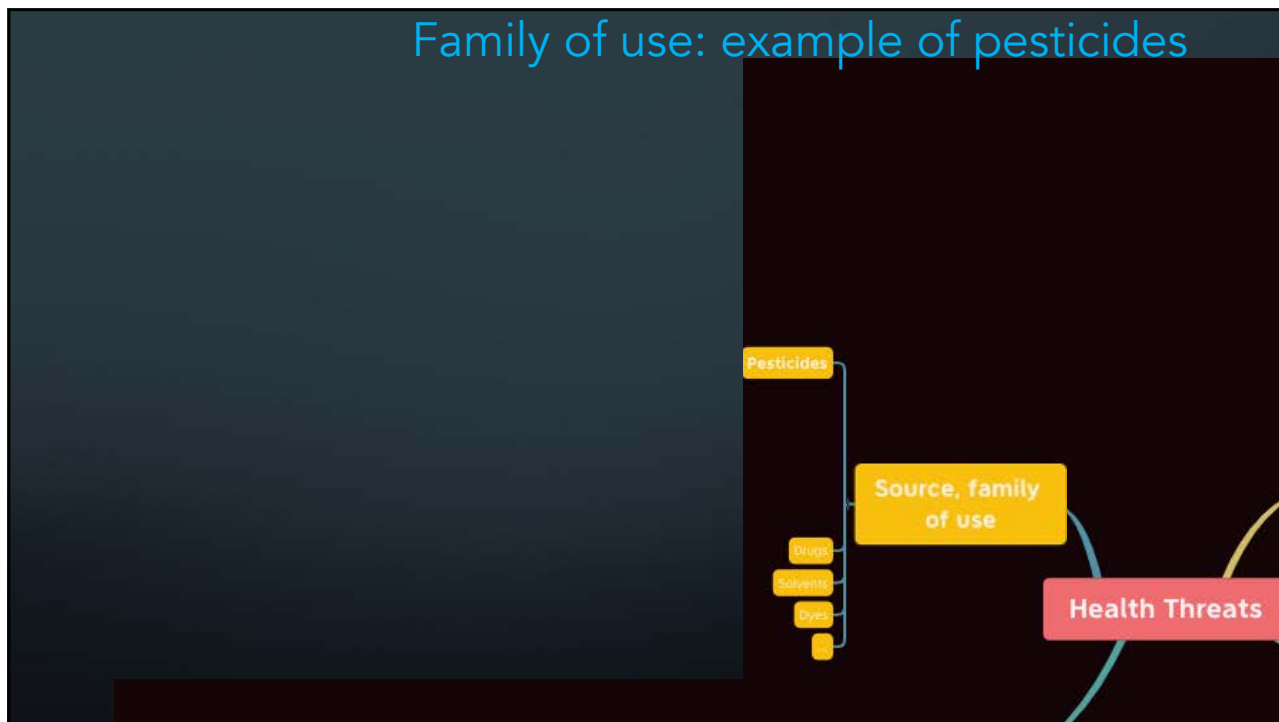 Family of use: example of pesticides
Pesticides
Source, family
of use
Drugs
Solvents
Dyes
...
Health Threats